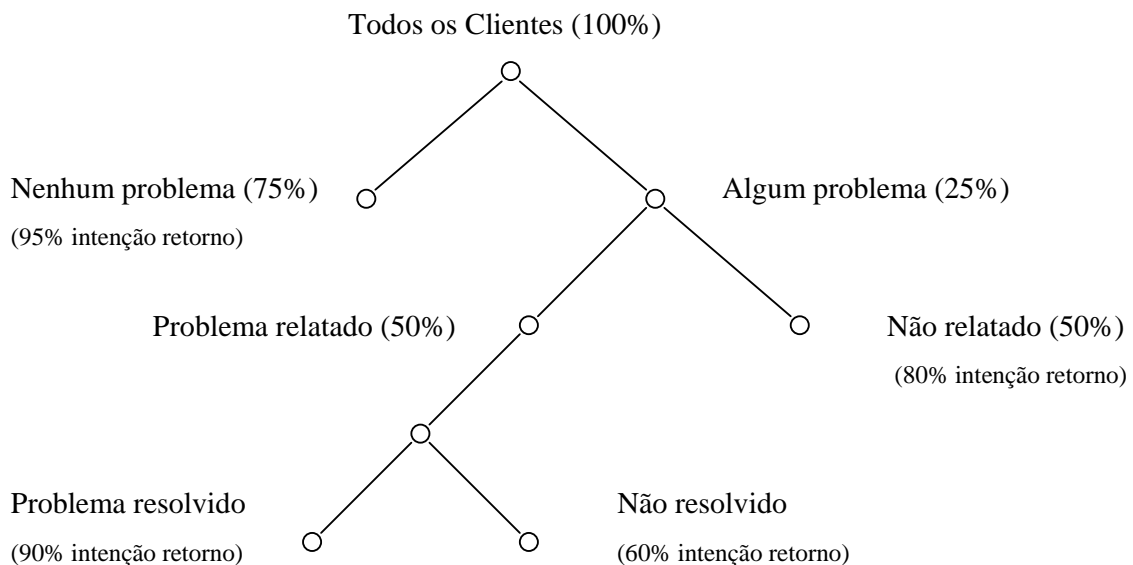 Todos os Clientes (100%)
Nenhum problema (75%)
(95% intenção retorno)
Algum problema (25%)
Problema relatado (50%)
Não relatado (50%)
(80% intenção retorno)
Problema resolvido
(90% intenção retorno)
Não resolvido
(60% intenção retorno)